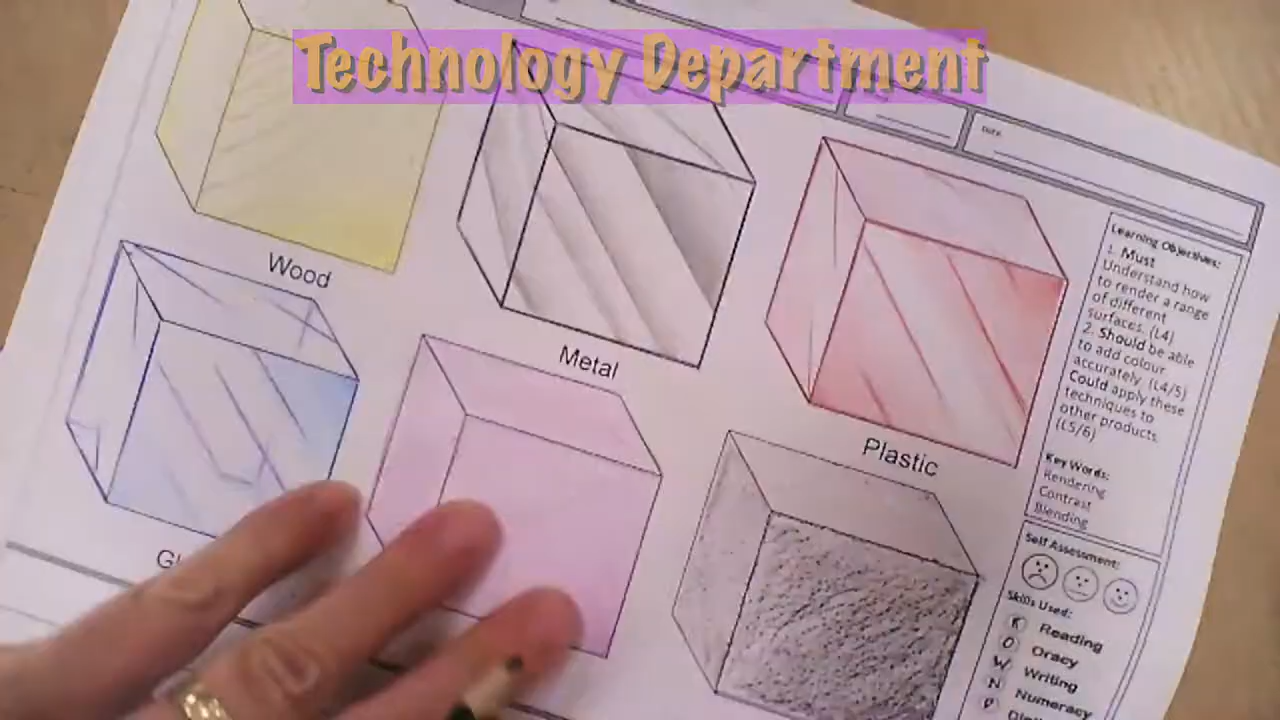 Technology Department
Date:
Wood
Metal
Plastic
Learning Objectives:
1. Must
Understand how
to render a range
of different
surfaces. (L4)
2. Should be able
to add colour
accurately. (L4/5)
Could apply these
techniques to
other products.
(L5/6)
Key Words:
Rendering
Contrast
Blending
Self Assessment:
Skills Used:
R Reading
O Oracy
W Writing
N Numeracy